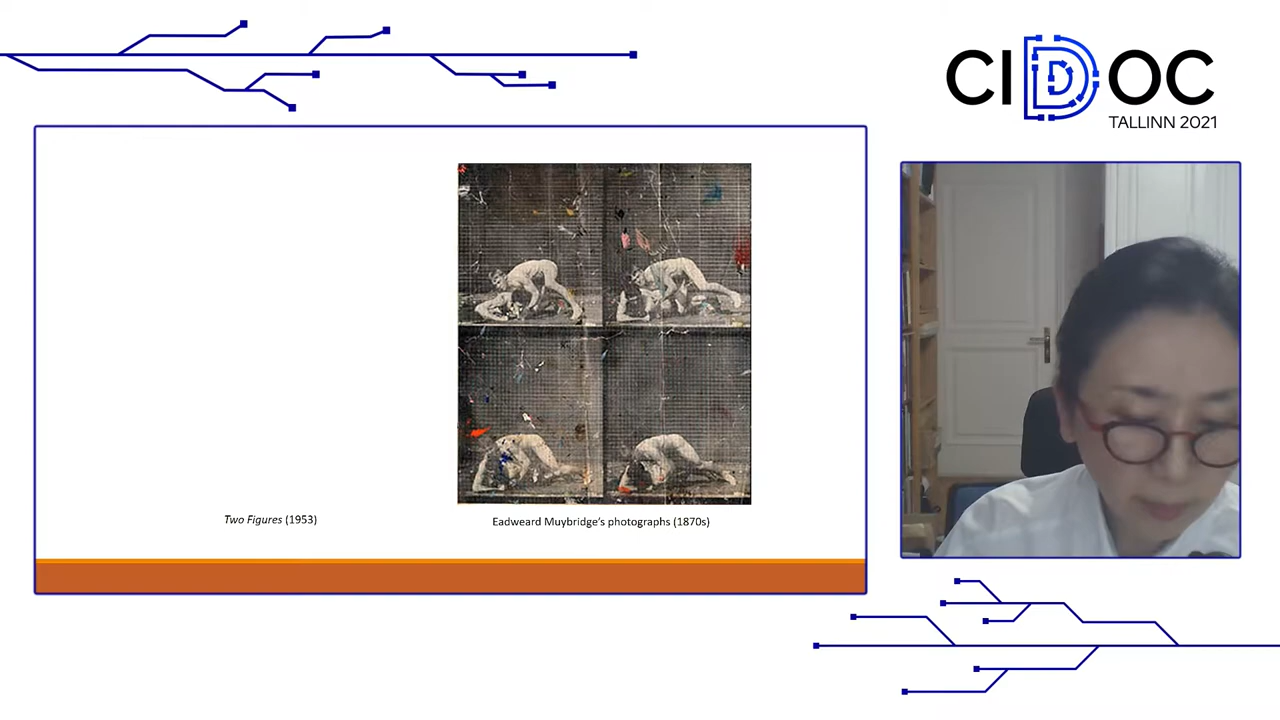 CIDOC
TALLINN 2021
Two Figures (1953)
Eadweard Muybridge's photographs (1870s)